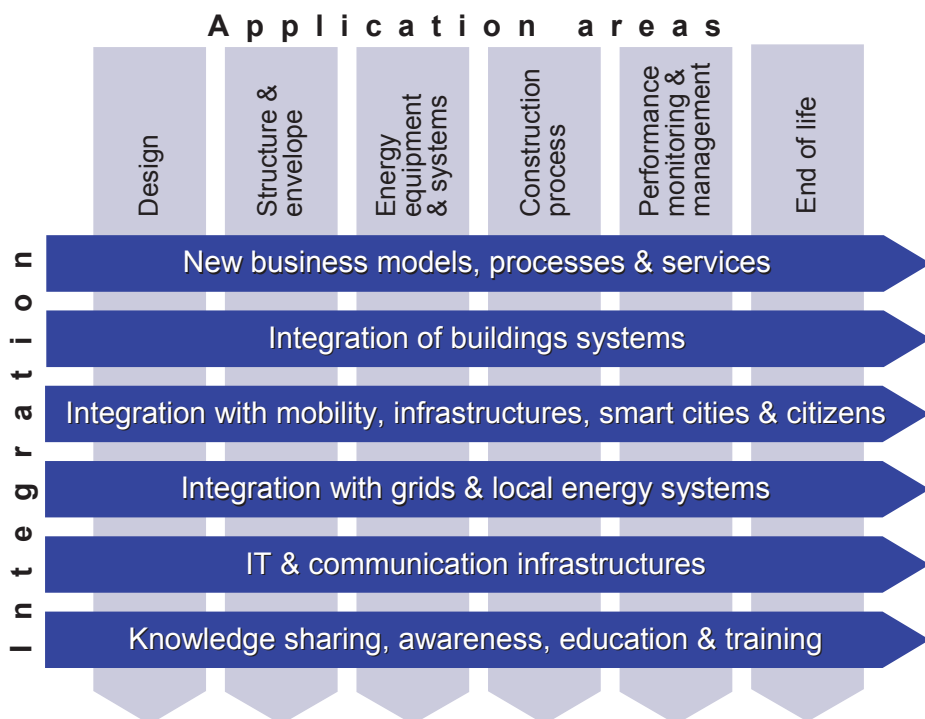 Application areas
Design
Structure &
envelope
Energy
equipment
& systems
Construction
process
Performance
monitoring &
management
End of life
Integration
New business models, processes & services
Integration of buildings systems
Integration with mobility, infrastructures, smart cities & citizens
Integration with grids & local energy systems
IT & communication infrastructures
Knowledge sharing, awareness, education & training